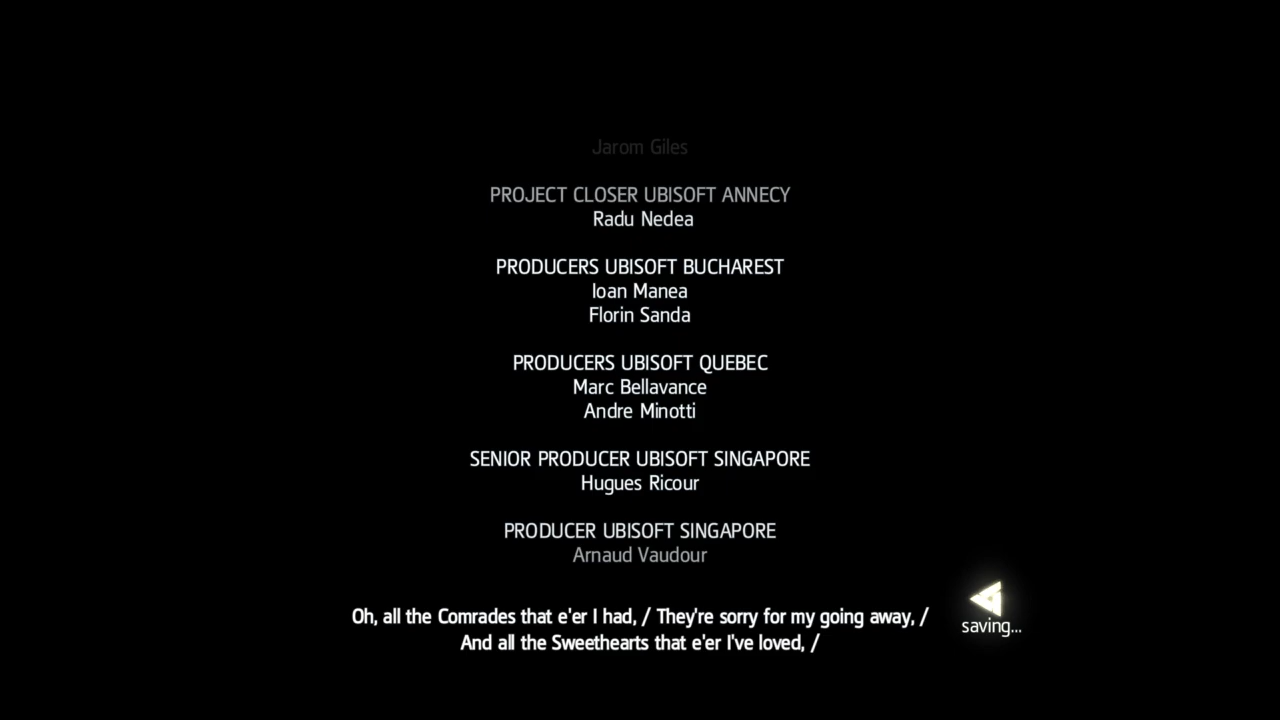 Jarom Giles
PROJECT CLOSER UBISOFT ANNECY
Radu Nedea
PRODUCERS UBISOFT BUCHAREST
Ioan Manea
Florin Sanda
PRODUCERS UBISOFT QUEBEC
Marc Bellavance
Andre Minotti
SENIOR PRODUCER UBISOFT SINGAPORE
Hugues Ricour
PRODUCER UBISOFT SINGAPORE
Arnaud Vaudour
Oh, all the Comrades that e'er I had, / They're sorry for my going away, /
And all the Sweethearts that e'er I've loved, /
saving...